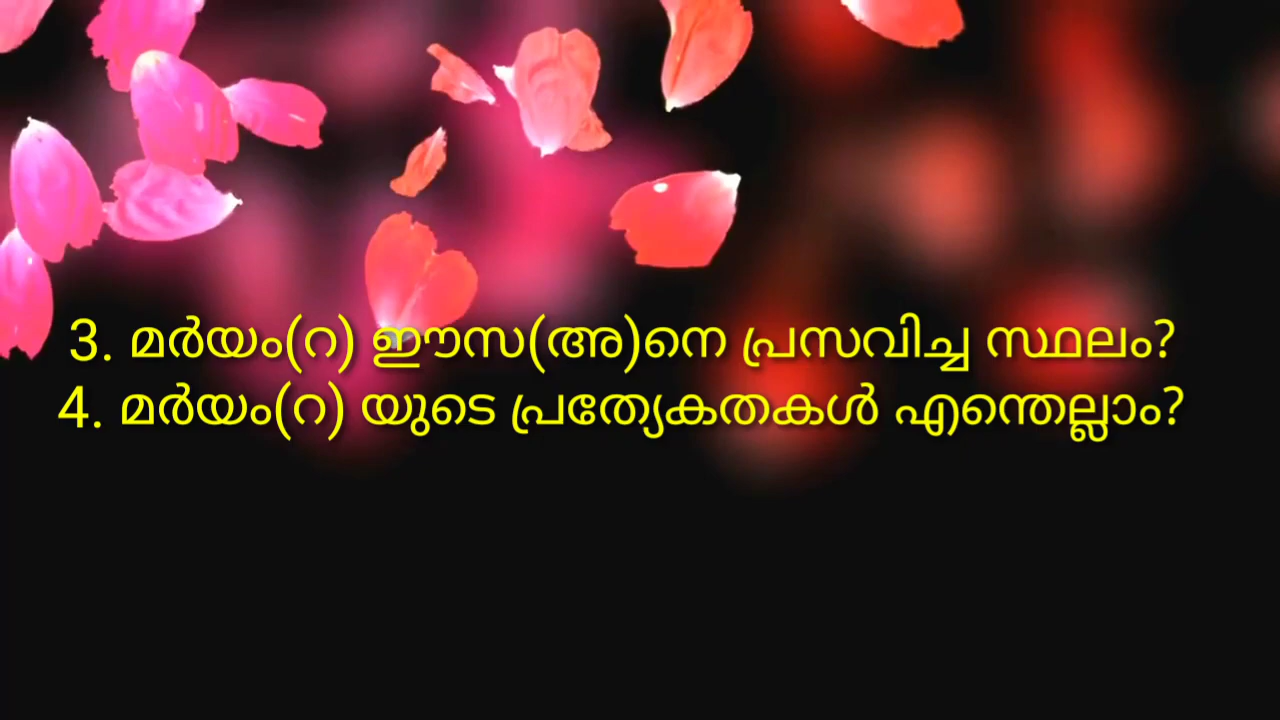 3. മർയം(റ) ഈസ(അ)നെ പ്രസവിച്ച സ്ഥലം?
4. മർയം(റ) യുടെ പ്രത്യേകതകൾ എന്തെല്ലാം?